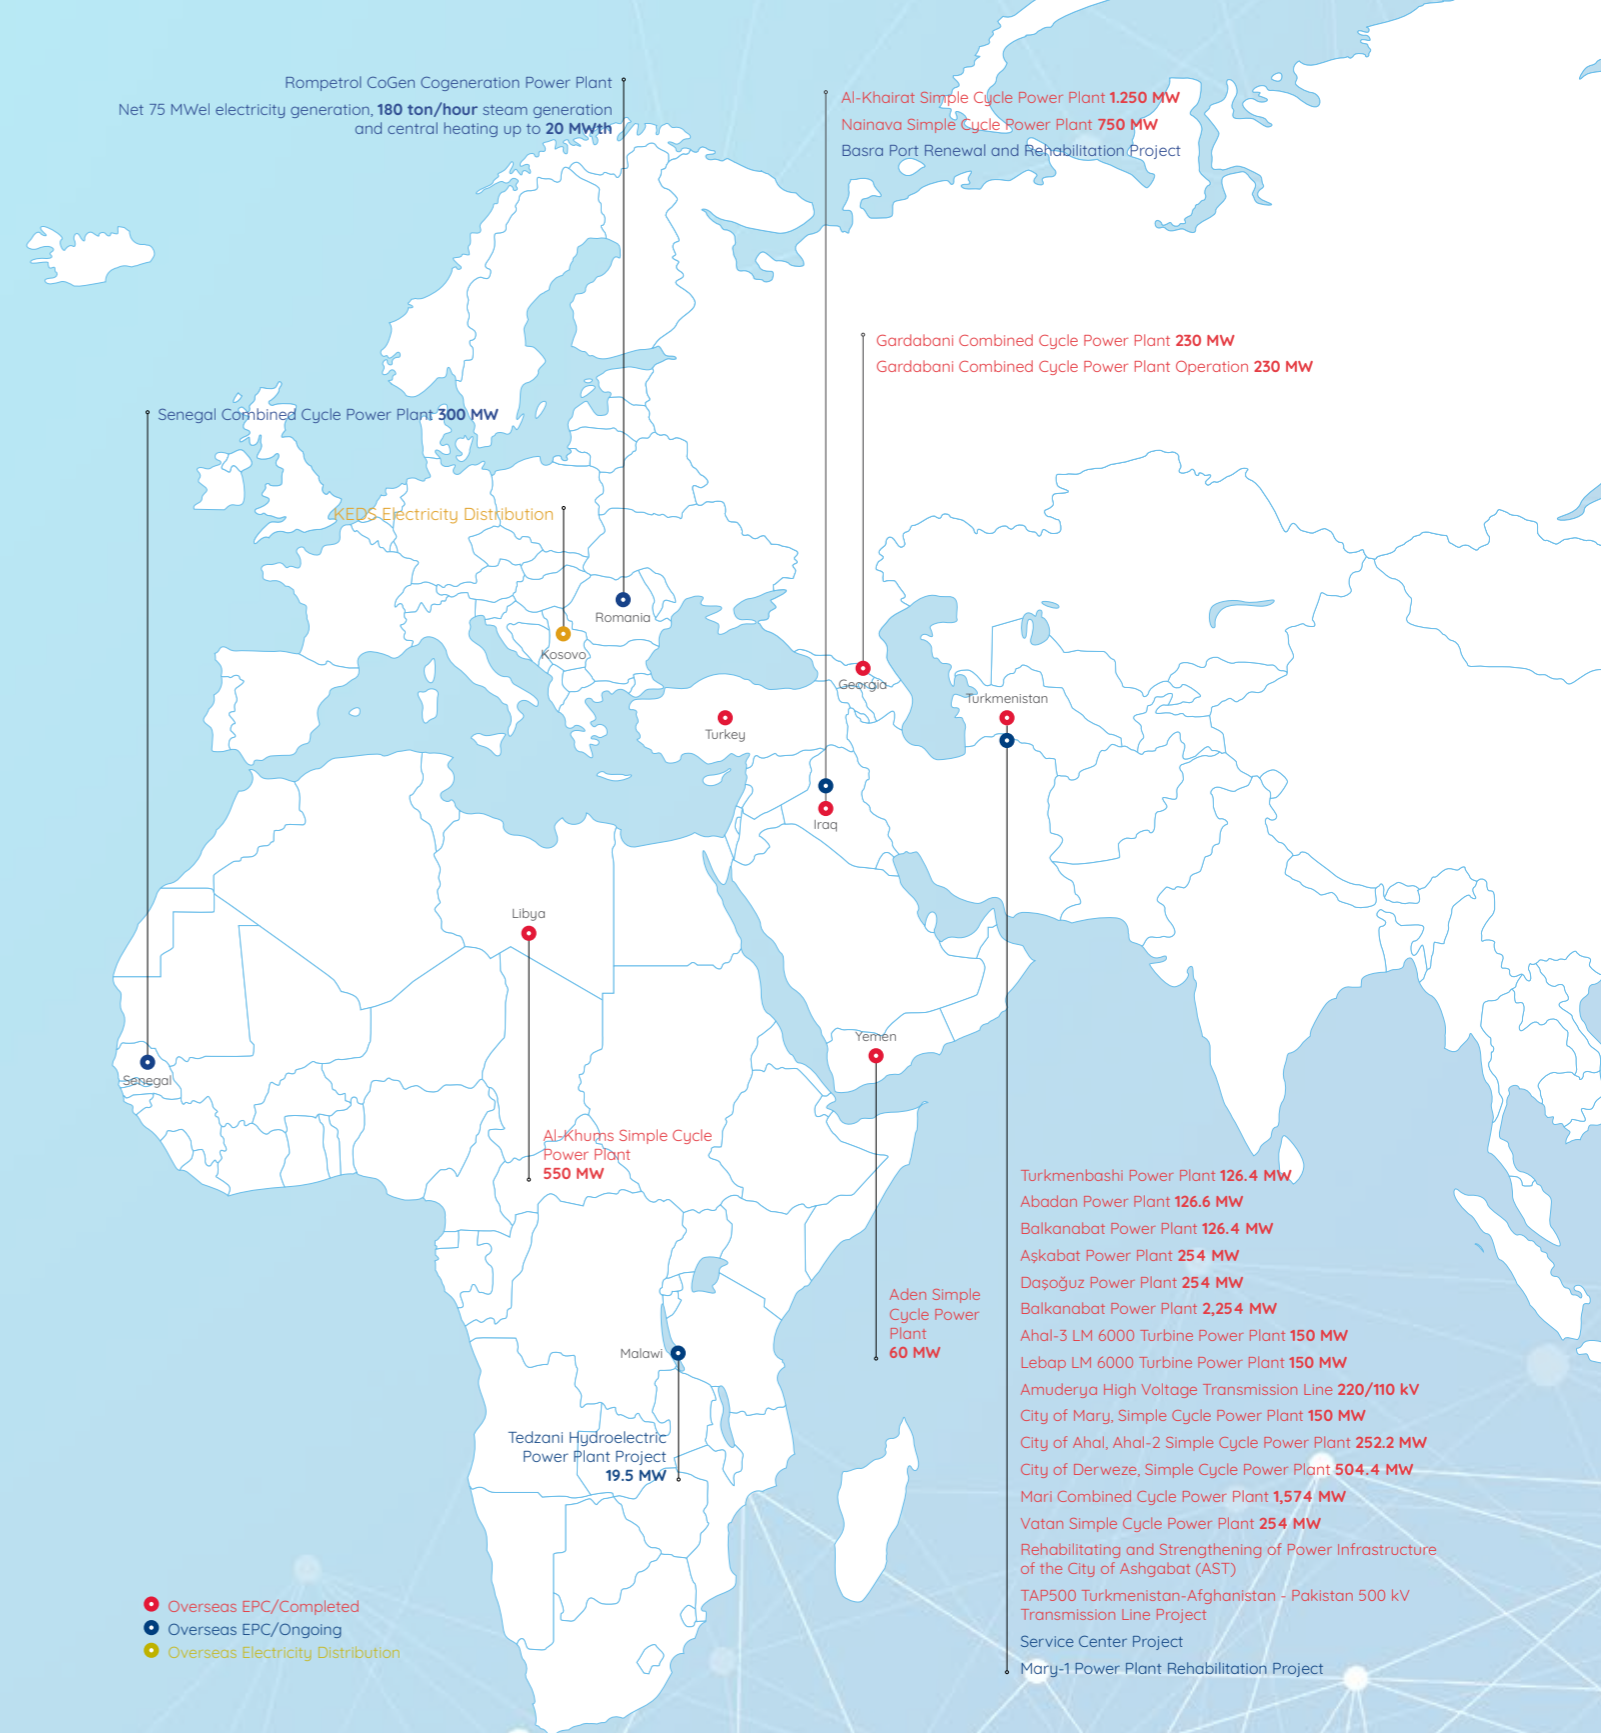 Rompetrol CoGen Cogeneration Power Plant
Net 75 MWel electricity generation, 180 ton/hour steam generation
and central heating up to 20 MWth
Al-Khairat Simple Cycle Power Plant 1.250 MW
Nainava Simple Cycle Power Plant 750 MW
Basra Port Renewal and Rehabilitation Project
Gardabani Combined Cycle Power Plant 230 MW
Gardabani Combined Cycle Power Plant Operation 230 MW
Senegal Combined Cycle Power Plant 300 MW
KEDS Electricity Distribution
Romania
Kosovo
Georgia
Turkmenistan
Turkey
Iraq
Libya
Yemen
Senegal
Al-Khums Simple Cycle
Power Plant
550 MW
Aden Simple
Cycle Power
Plant
60 MW
Malawi
Tedzani Hydroelectric
Power Plant Project
19.5 MW
Turkmenbashi Power Plant 126.4 MW
Abadan Power Plant 126.6 MW
Balkanabat Power Plant 126.4 MW
Aşkabat Power Plant 254 MW
Daşoğuz Power Plant 254 MW
Balkanabat Power Plant 2,254 MW
Ahal-3 LM 6000 Turbine Power Plant 150 MW
Lebap LM 6000 Turbine Power Plant 150 MW
Amuderya High Voltage Transmission Line 220/110 kV
City of Mary, Simple Cycle Power Plant 150 MW
City of Ahal, Ahal-2 Simple Cycle Power Plant 252.2 MW
City of Derweze, Simple Cycle Power Plant 504.4 MW
Mari Combined Cycle Power Plant 1,574 MW
Vatan Simple Cycle Power Plant 254 MW
Rehabilitating and Strengthening of Power Infrastructure
of the City of Ashgabat (AST)
TAP500 Turkmenistan-Afghanistan - Pakistan 500 kV
Transmission Line Project
Service Center Project
Mary-1 Power Plant Rehabilitation Project
Overseas EPC/Completed
Overseas EPC/Ongoing
Overseas Electricity Distribution